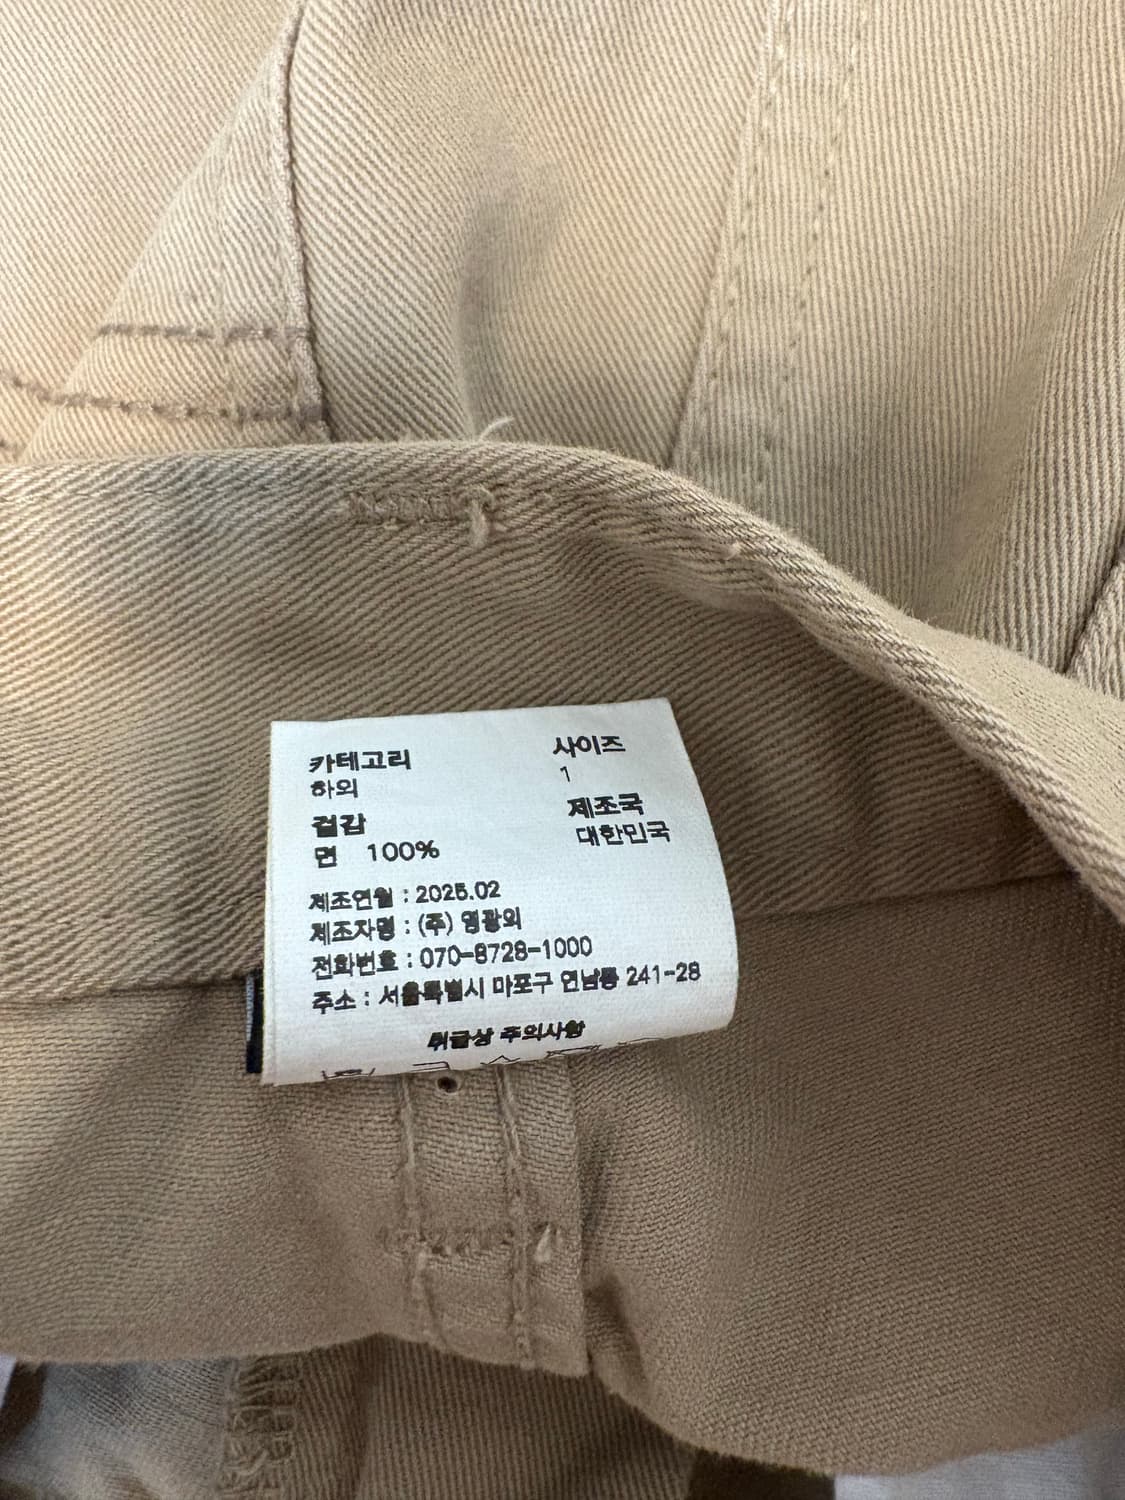 카테고리
하의
겉감
면 100%
사이즈
1
제조국
대한민국
제조연월 : 2025.02
제조자명 : (주) 영광외
전화번호 : 070-8728-1000
주소 : 서울특별시 마포구 연남동 241-28
취급상 주의사항